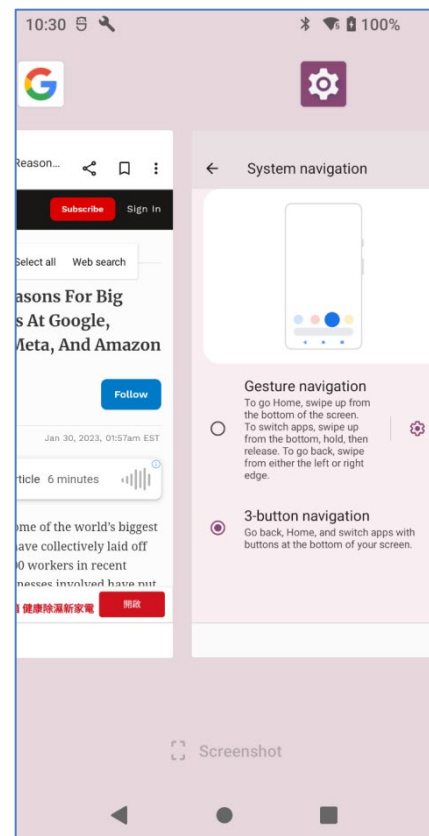 10:30
100%
Reason...
System navigation
Subscribe
Sign In
Select all
Web search
asons For Big
s At Google,
Meta, And Amazon
Follow
Jan 30, 2023, 01:57am EST
rticle 6 minutes
ome of the world's biggest
have collectively laid off
00 workers in recent
nesses involved have put
健康除濕新家電
開啟
Gesture navigation
To go Home, swipe up from
the bottom of the screen.
To switch apps, swipe up
from the bottom, hold, then
release. To go back, swipe
from either the left or right
edge.
3-button navigation
Go back, Home, and switch apps with
buttons at the bottom of your screen.
Screenshot